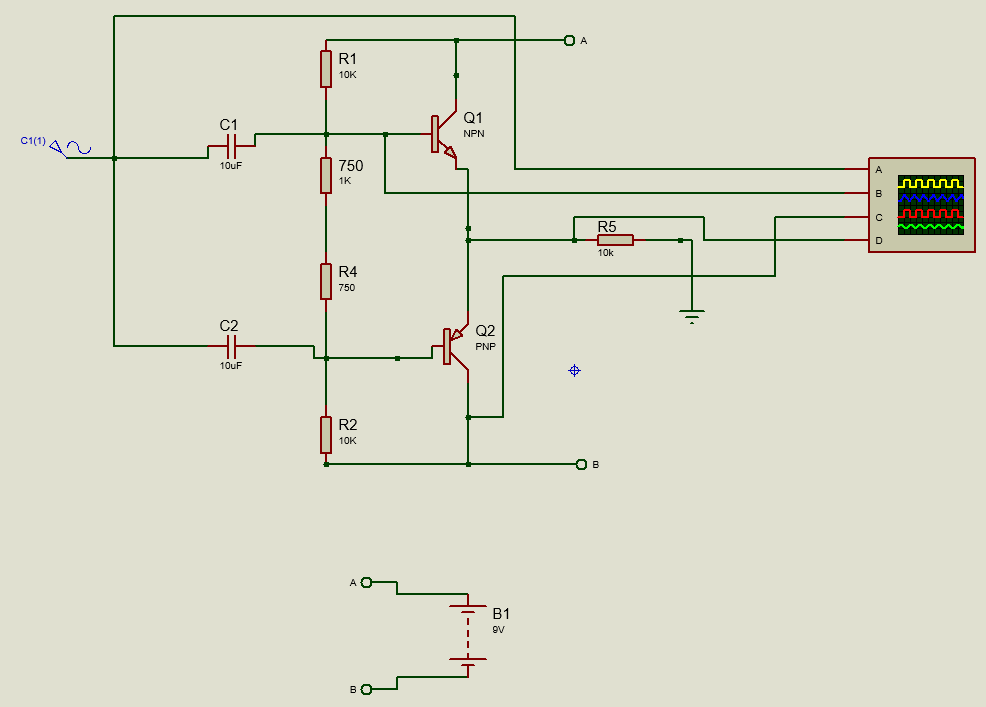 A
R1
10K
Q1
NPN
C1
10uF
C1(1)
750
1K
A
B
C
D
R5
10k
R4
750
C2
10uF
Q2
PNP
R2
10K
B
A
B1
9V
B